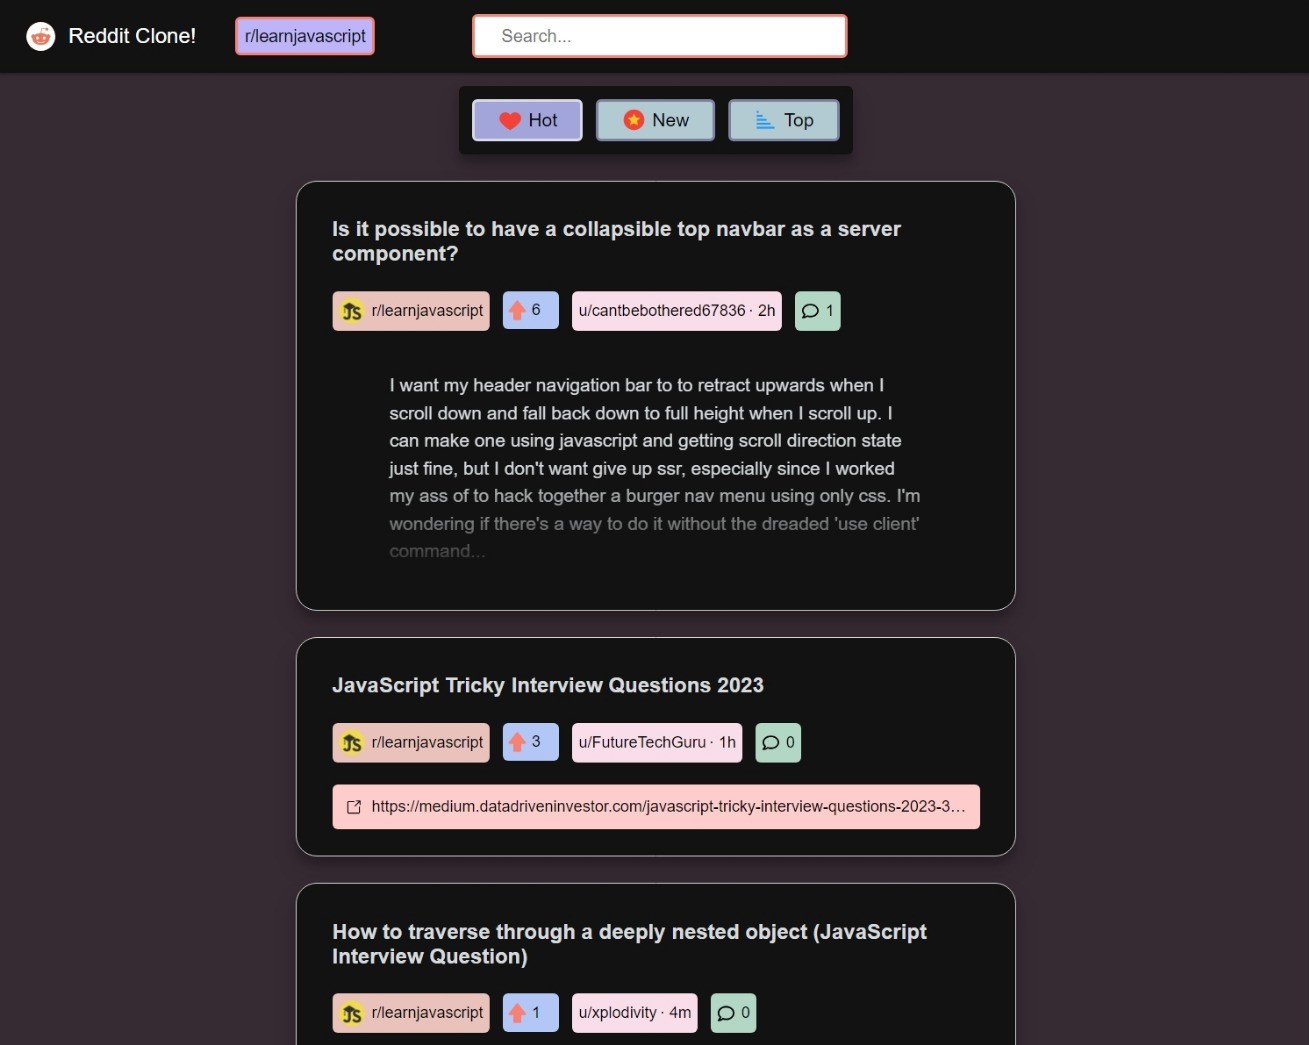 Reddit Clone!
r/learnjavascript
Search...
Hot
New
Top
Is it possible to have a collapsible top navbar as a server
component?
JS r/learnjavascript
6
u/cantbebothered67836 · 2h
1
I want my header navigation bar to to retract upwards when I
scroll down and fall back down to full height when I scroll up. I
can make one using javascript and getting scroll direction state
just fine, but I don't want give up ssr, especially since I worked
my ass of to hack together a burger nav menu using only css. I'm
wondering if there's a way to do it without the dreaded 'use client'
command...
JavaScript Tricky Interview Questions 2023
JS r/learnjavascript
3
u/FutureTechGuru · 1h
0
https://medium.datadriveninvestor.com/javascript-tricky-interview-questions-2023-3...
How to traverse through a deeply nested object (JavaScript
Interview Question)
JS r/learnjavascript
1
u/xplodivity · 4m
0